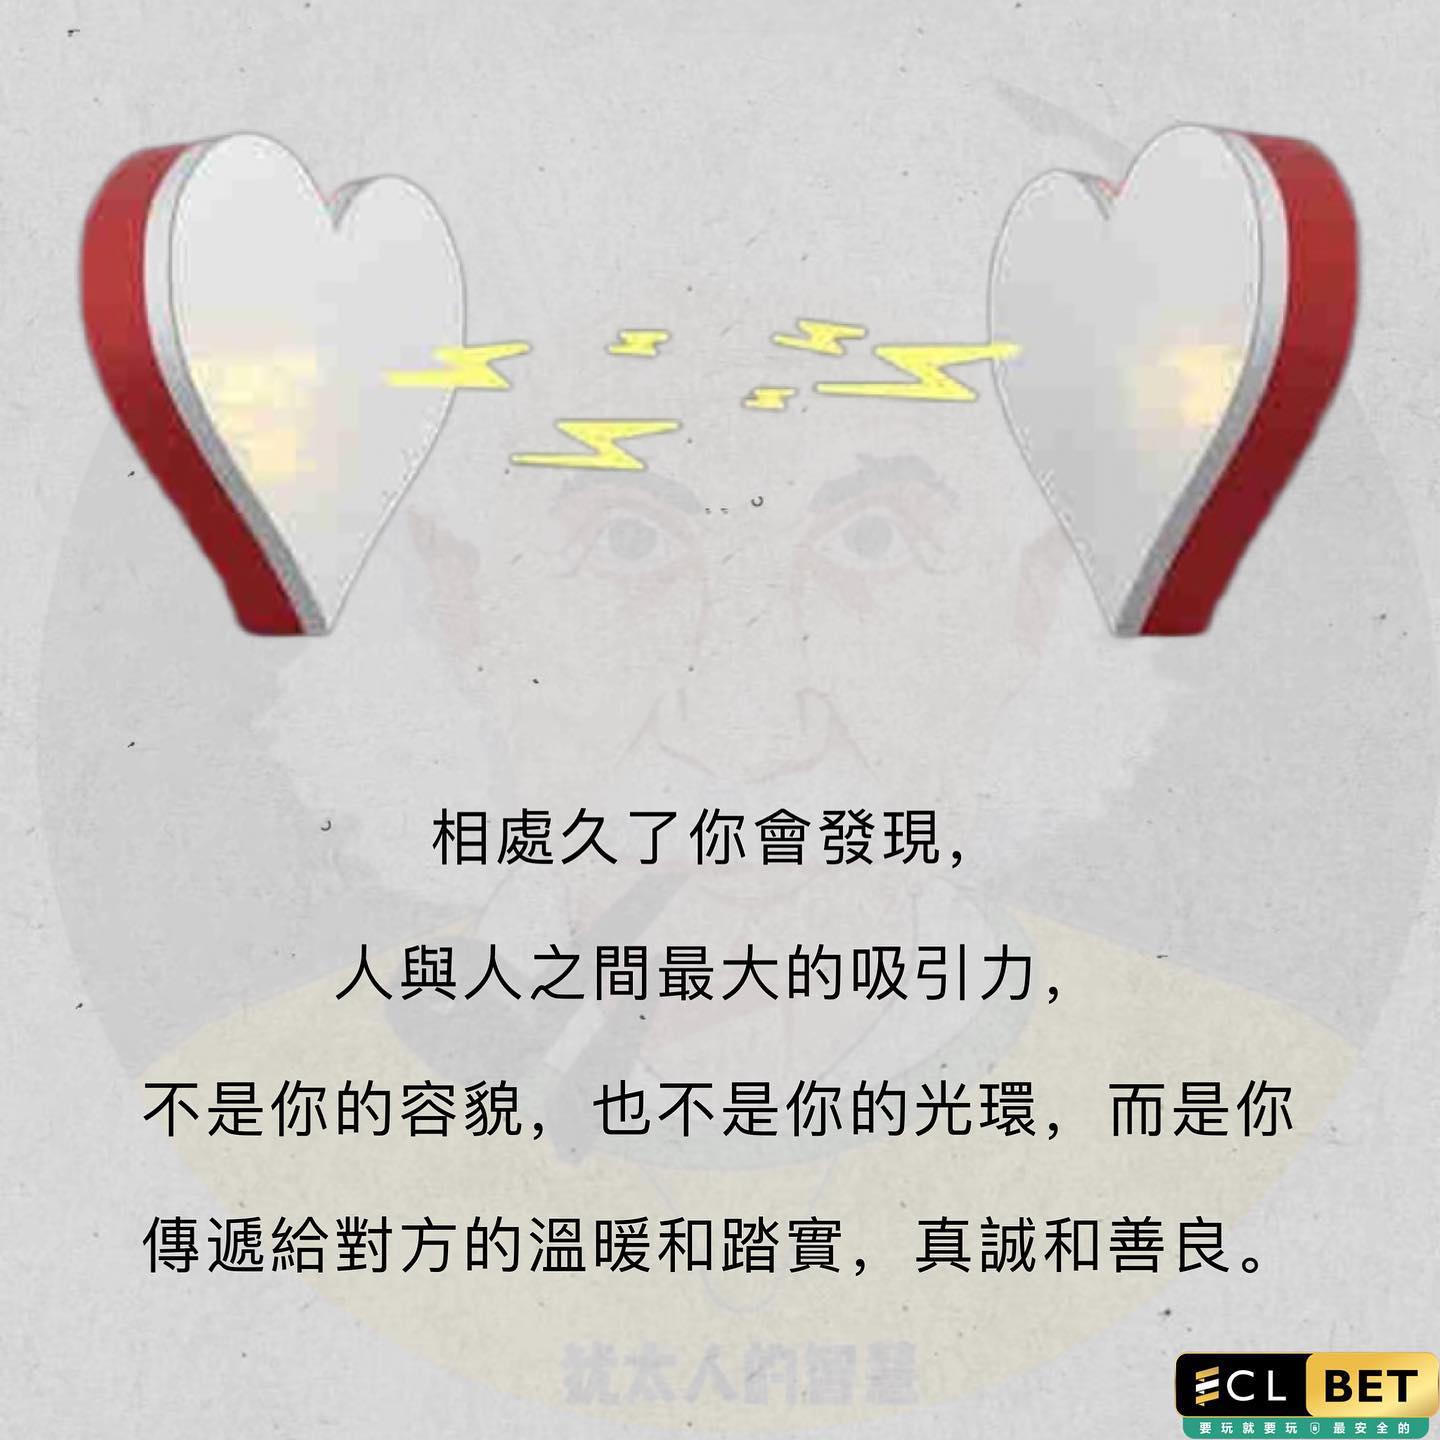 相處久了你會發現，
人與人之間最大的吸引力，
不是你的容貌，也不是你的光環，而是你
傳遞給對方的溫暖和踏實，真誠和善良。
猶太人的智慧
ECL BET
要玩就要玩 最安全的